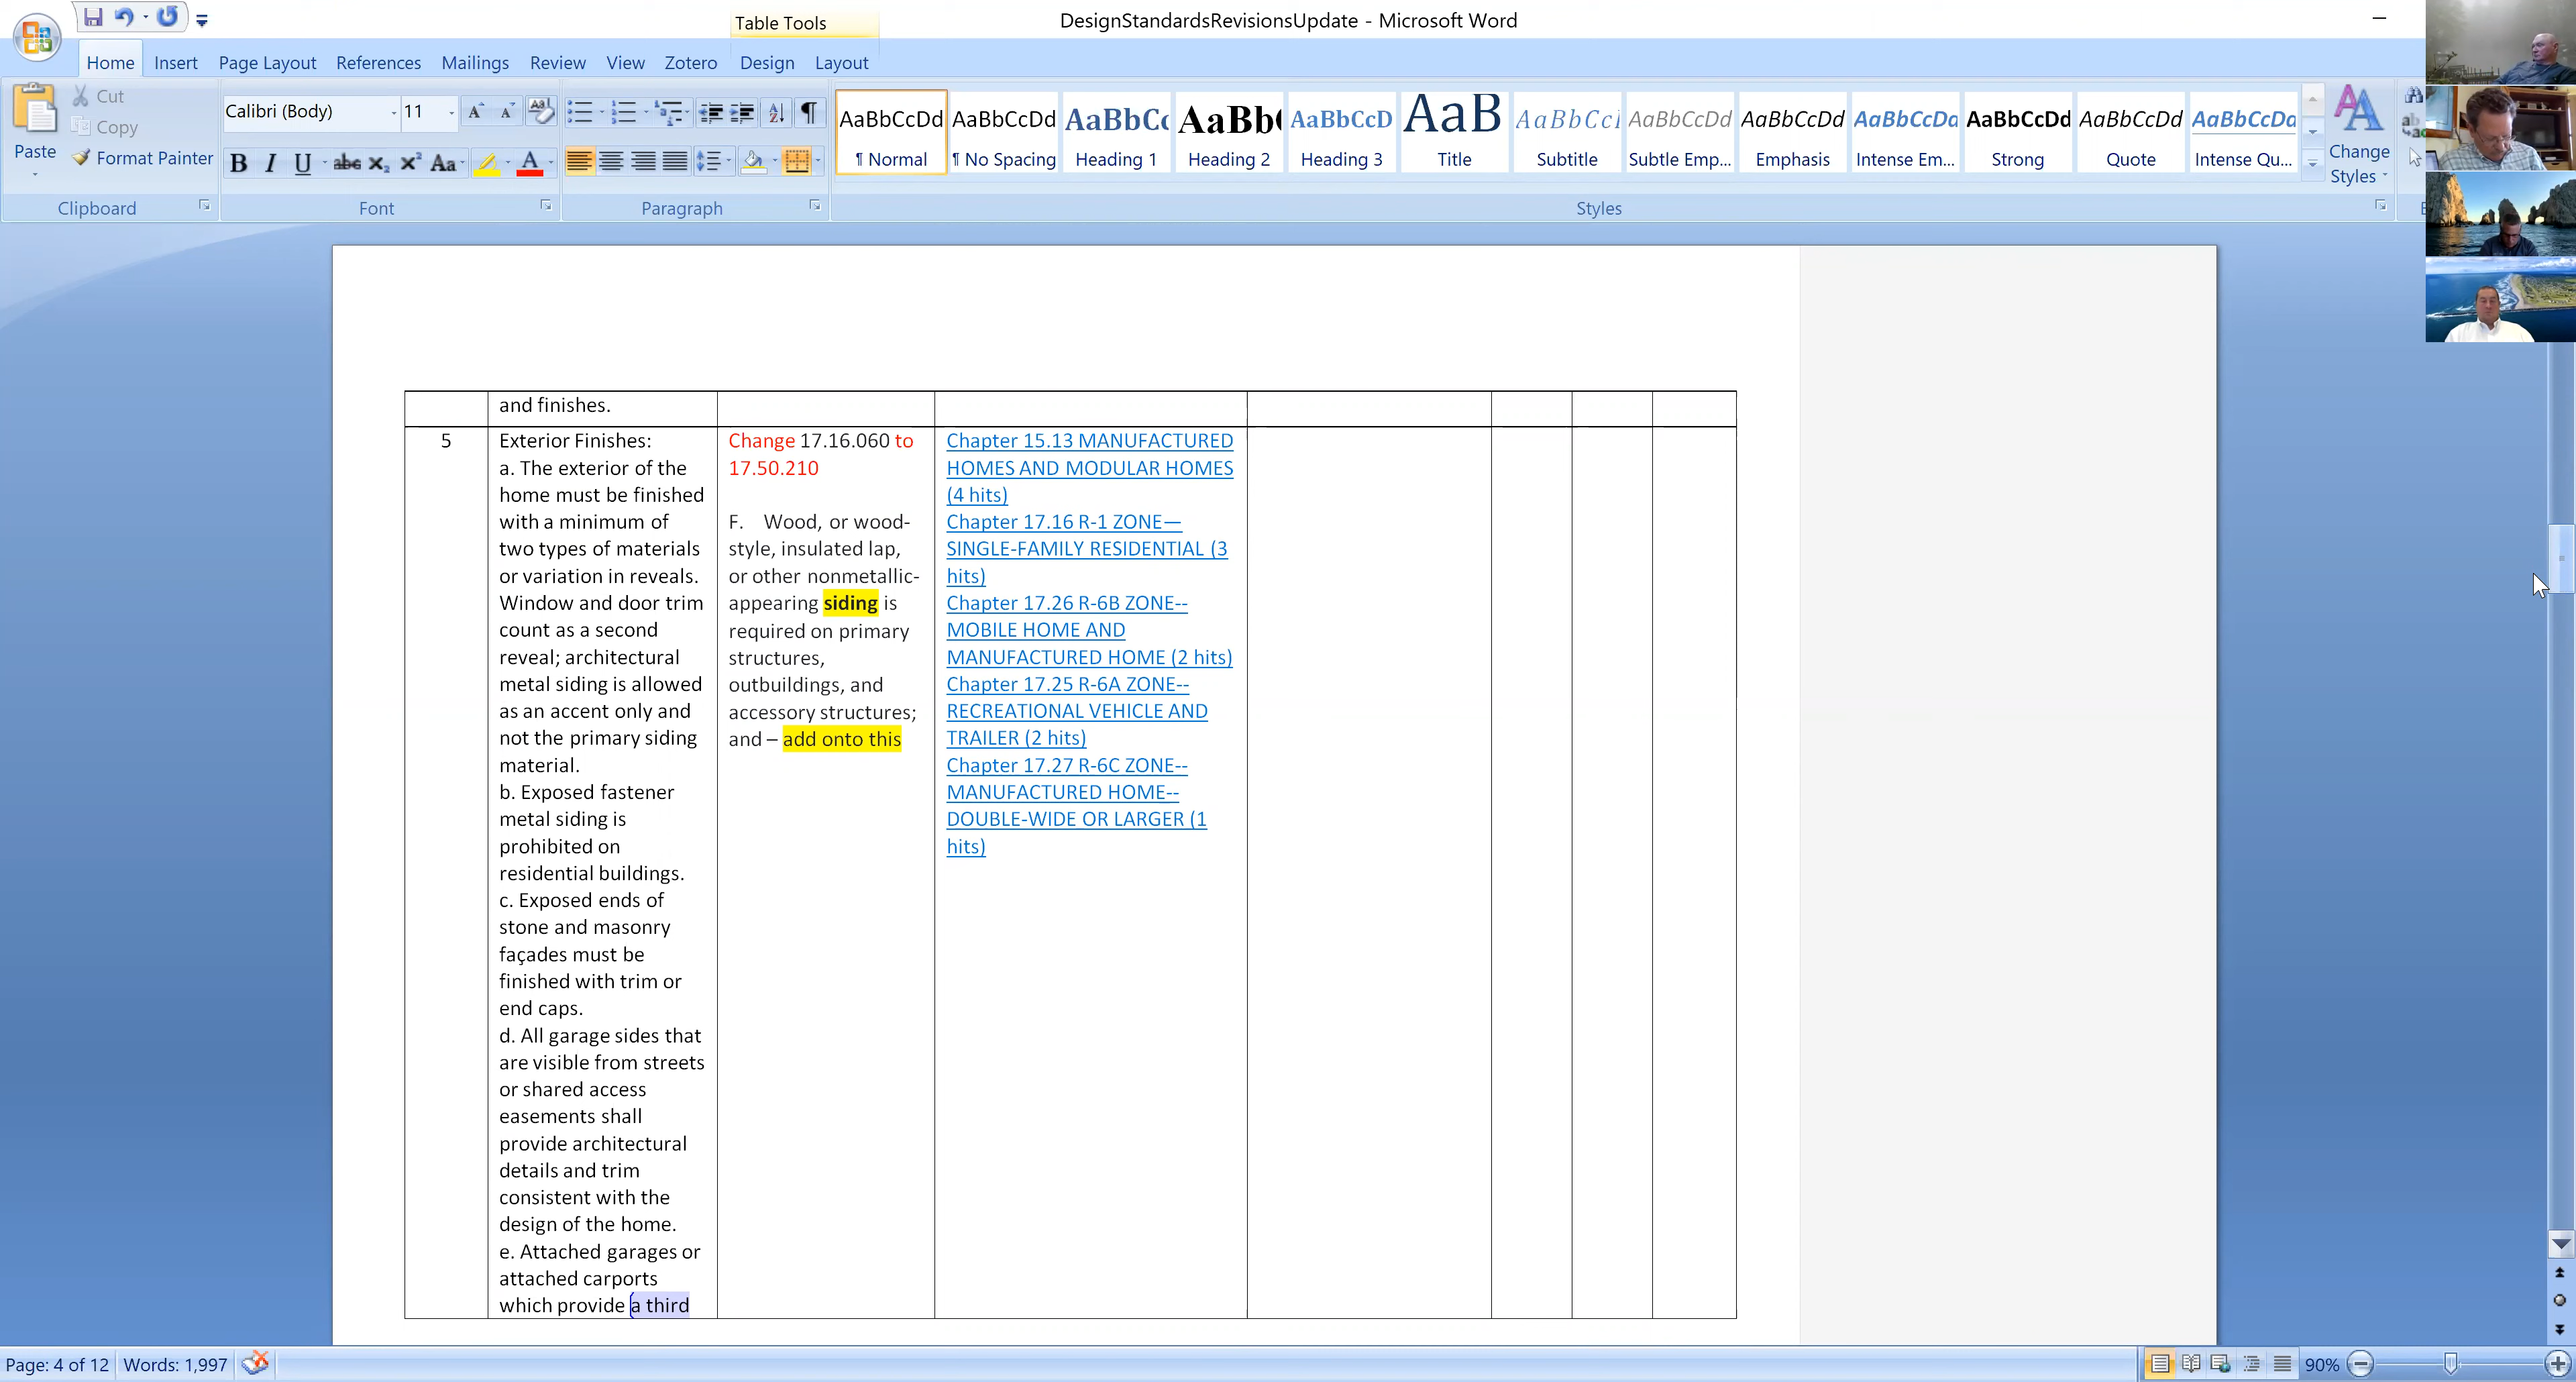 DesignStandardsRevisionsUpdate - Microsoft Word
Table Tools
Home Insert Page Layout References Mailings Review View Zotero Design Layout
Paste
Cut
Copy
Format Painter
Clipboard
Calibri (Body) 11
Font
Paragraph
AaBbCcDd AaBbCcDd AaBbCc AaBb AaBbCcD AaB AaBbCc AaBbCcDd AaBbCcDd AaBbCcDd AaBbCcDd AaBbCcDd AaBbCcDd
¶ Normal ¶ No Spacing Heading 1 Heading 2 Heading 3 Title Subtitle Subtle Emp... Emphasis Intense Em... Strong Quote Intense Qu...
Change
Styles
Styles
and finishes.
5
Exterior Finishes:
a. The exterior of the
home must be finished
with a minimum of
two types of materials
or variation in reveals.
Window and door trim
count as a second
reveal; architectural
metal siding is allowed
as an accent only and
not the primary siding
material.
b. Exposed fastener
metal siding is
prohibited on
residential buildings.
c. Exposed ends of
stone and masonry
façades must be
finished with trim or
end caps.
d. All garage sides that
are visible from streets
or shared access
easements shall
provide architectural
details and trim
consistent with the
design of the home.
e. Attached garages or
attached carports
which provide a third
Change 17.16.060 to
17.50.210
F. Wood, or wood-
style, insulated lap,
or other nonmetallic-
appearing siding is
required on primary
structures,
outbuildings, and
accessory structures;
and – add onto this
Chapter 15.13 MANUFACTURED
HOMES AND MODULAR HOMES
(4 hits)
Chapter 17.16 R-1 ZONE—
SINGLE-FAMILY RESIDENTIAL (3
hits)
Chapter 17.26 R-6B ZONE--
MOBILE HOME AND
MANUFACTURED HOME (2 hits)
Chapter 17.25 R-6A ZONE--
RECREATIONAL VEHICLE AND
TRAILER (2 hits)
Chapter 17.27 R-6C ZONE--
MANUFACTURED HOME--
DOUBLE-WIDE OR LARGER (1
hits)
Page: 4 of 12 Words: 1,997
90%